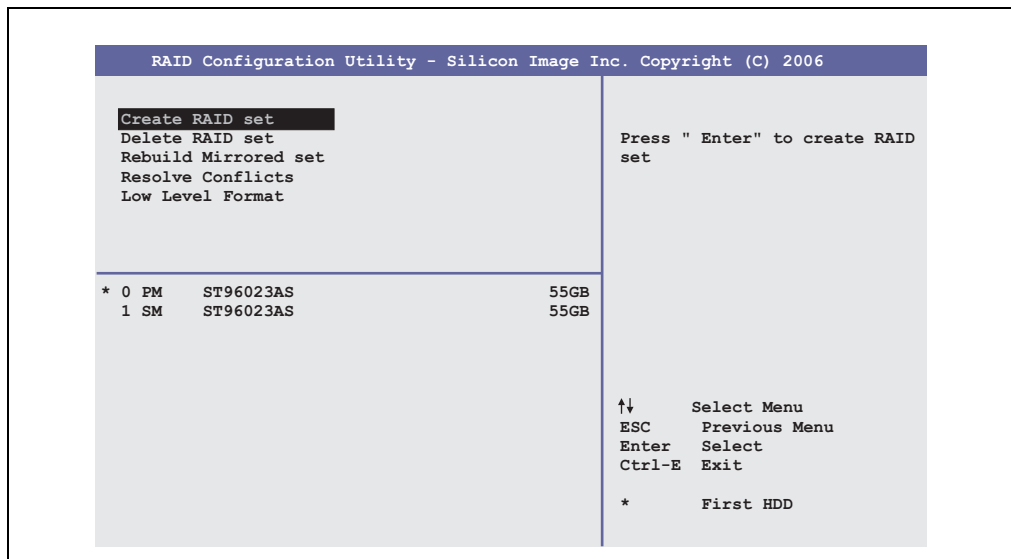 RAID Configuration Utility - Silicon Image Inc. Copyright (C) 2006
Create RAID set
Delete RAID set
Rebuild Mirrored set
Resolve Conflicts
Low Level Format
Press " Enter" to create RAID
set
* 0 PM ST96023AS 55GB
1 SM ST96023AS 55GB
↑↓ Select Menu
ESC Previous Menu
Enter Select
Ctrl-E Exit
* First HDD